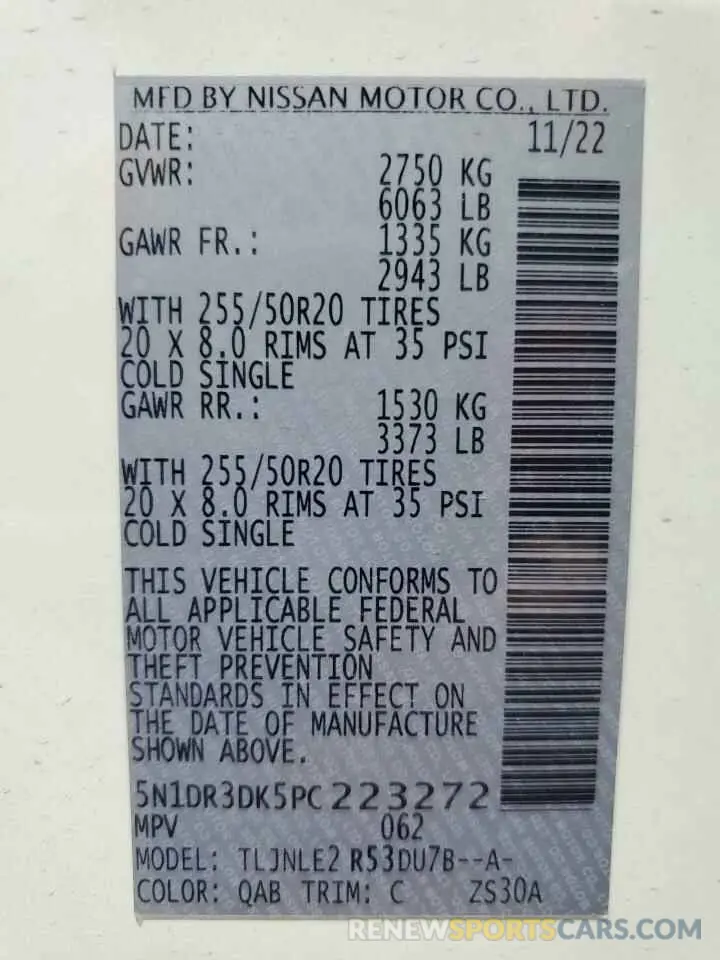 MFD BY NISSAN MOTOR CO., LTD.
DATE: 11/22
GVWR: 2750 KG
6063 LB
GAWR FR.: 1335 KG
2943 LB
WITH 255/50R20 TIRES
20 X 8.0 RIMS AT 35 PSI
COLD SINGLE
GAWR RR.: 1530 KG
3373 LB
WITH 255/50R20 TIRES
20 X 8.0 RIMS AT 35 PSI
COLD SINGLE
THIS VEHICLE CONFORMS TO
ALL APPLICABLE FEDERAL
MOTOR VEHICLE SAFETY AND
THEFT PREVENTION
STANDARDS IN EFFECT ON
THE DATE OF MANUFACTURE
SHOWN ABOVE.
5N1DR3DK5PC223272
MPV 062
MODEL: TLJNLE2 R53DU7B--A-
COLOR: QAB TRIM: C ZS30A
RENEWSPORTSCARS.COM